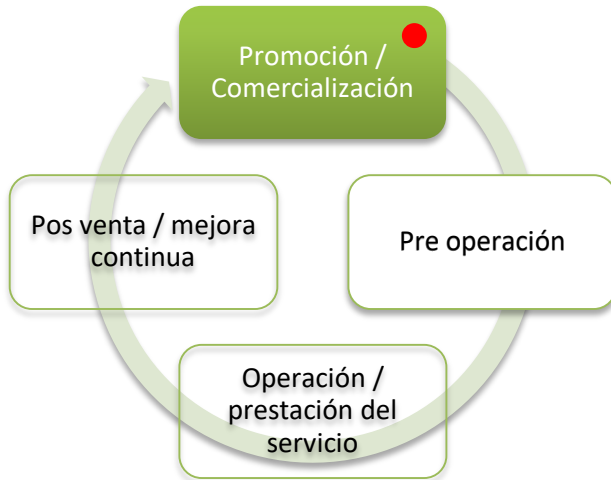 Promoción /
Comercialización
Pre operación
Operación /
prestación del
servicio
Pos venta / mejora
continua